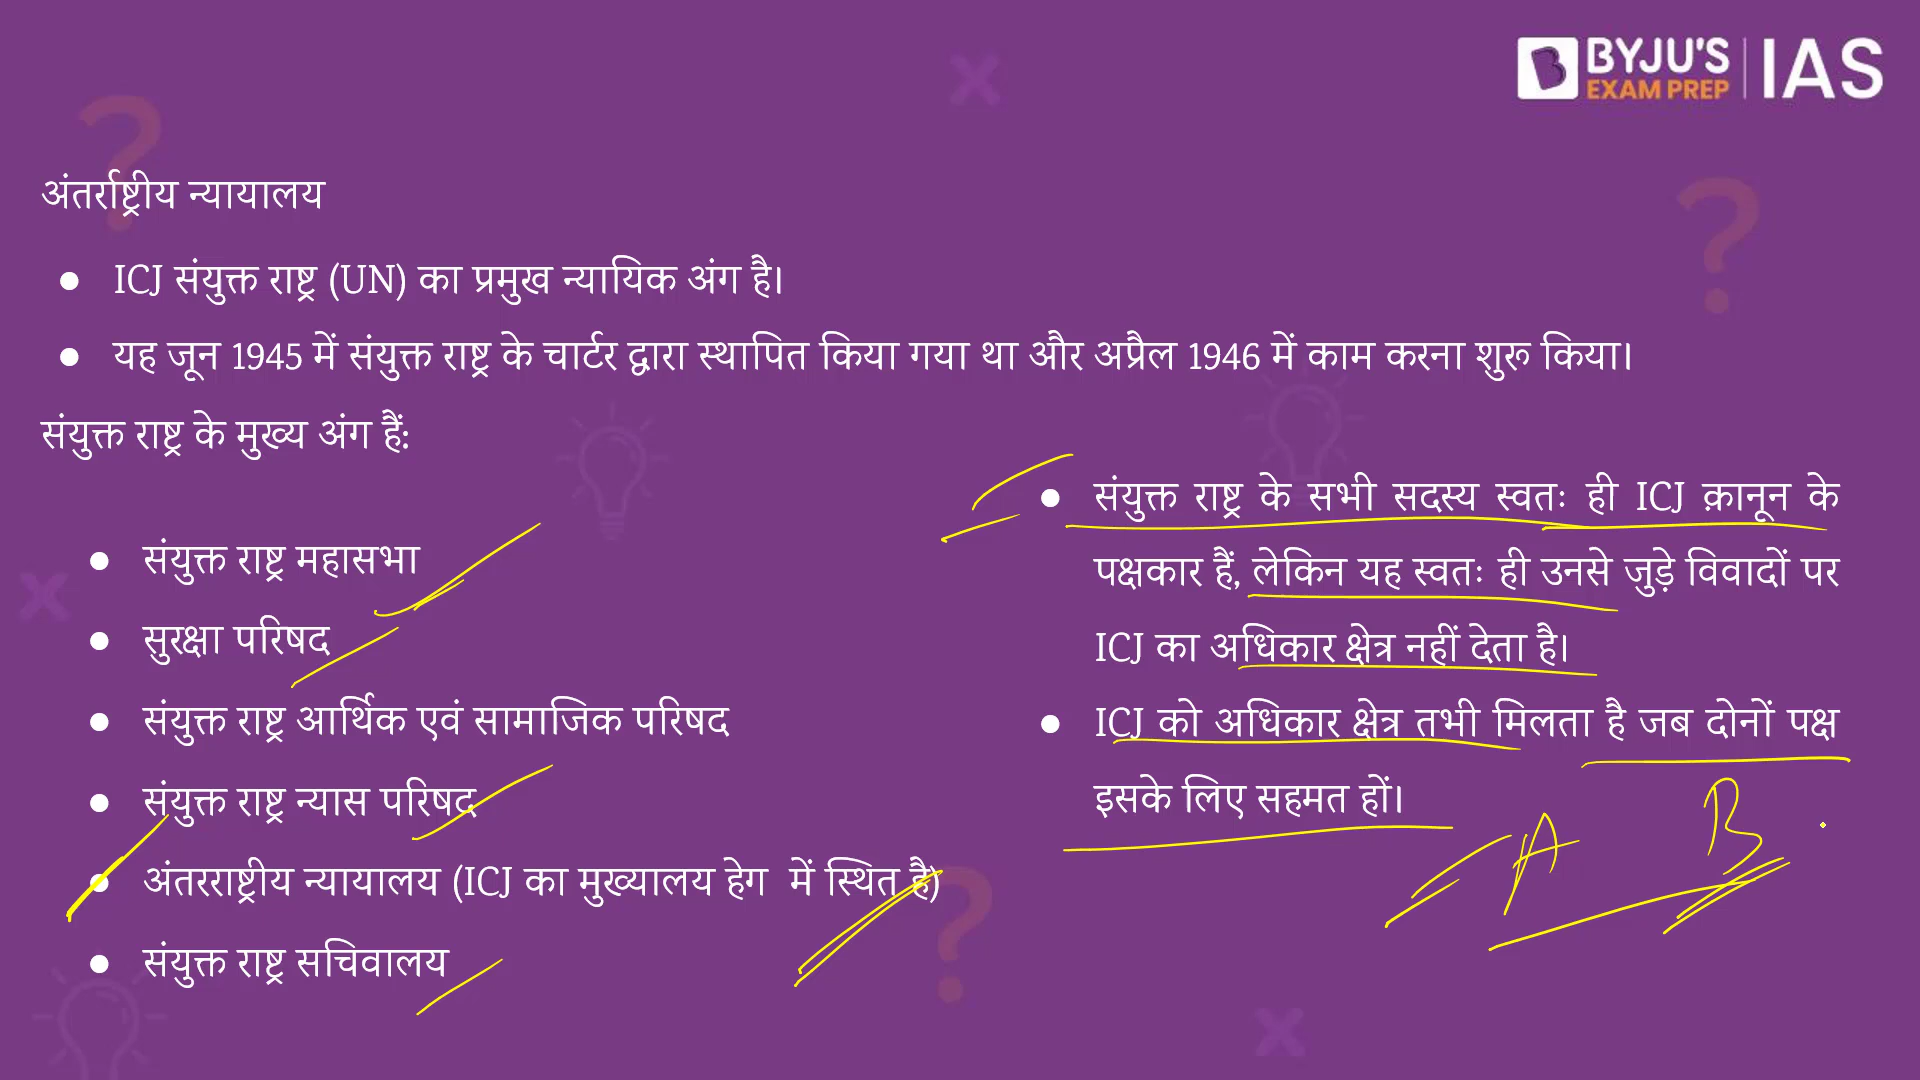 BYJU'S
EXAM PREP
IAS
अंतर्राष्ट्रीय न्यायालय
● ICJ संयुक्त राष्ट्र (UN) का प्रमुख न्यायिक अंग है।
● यह जून 1945 में संयुक्त राष्ट्र के चार्टर द्वारा स्थापित किया गया था और अप्रैल 1946 में काम करना शुरू किया।
संयुक्त राष्ट्र के मुख्य अंग हैं:
● संयुक्त राष्ट्र महासभा
● सुरक्षा परिषद
● संयुक्त राष्ट्र आर्थिक एवं सामाजिक परिषद
● संयुक्त राष्ट्र न्यास परिषद
● अंतरराष्ट्रीय न्यायालय (ICJ का मुख्यालय हेग में स्थित है)
● संयुक्त राष्ट्र सचिवालय
● संयुक्त राष्ट्र के सभी सदस्य स्वतः ही ICJ क़ानून के
पक्षकार हैं, लेकिन यह स्वतः ही उनसे जुड़े विवादों पर
ICJ का अधिकार क्षेत्र नहीं देता है।
● ICJ को अधिकार क्षेत्र तभी मिलता है जब दोनों पक्ष
इसके लिए सहमत हों।
A B